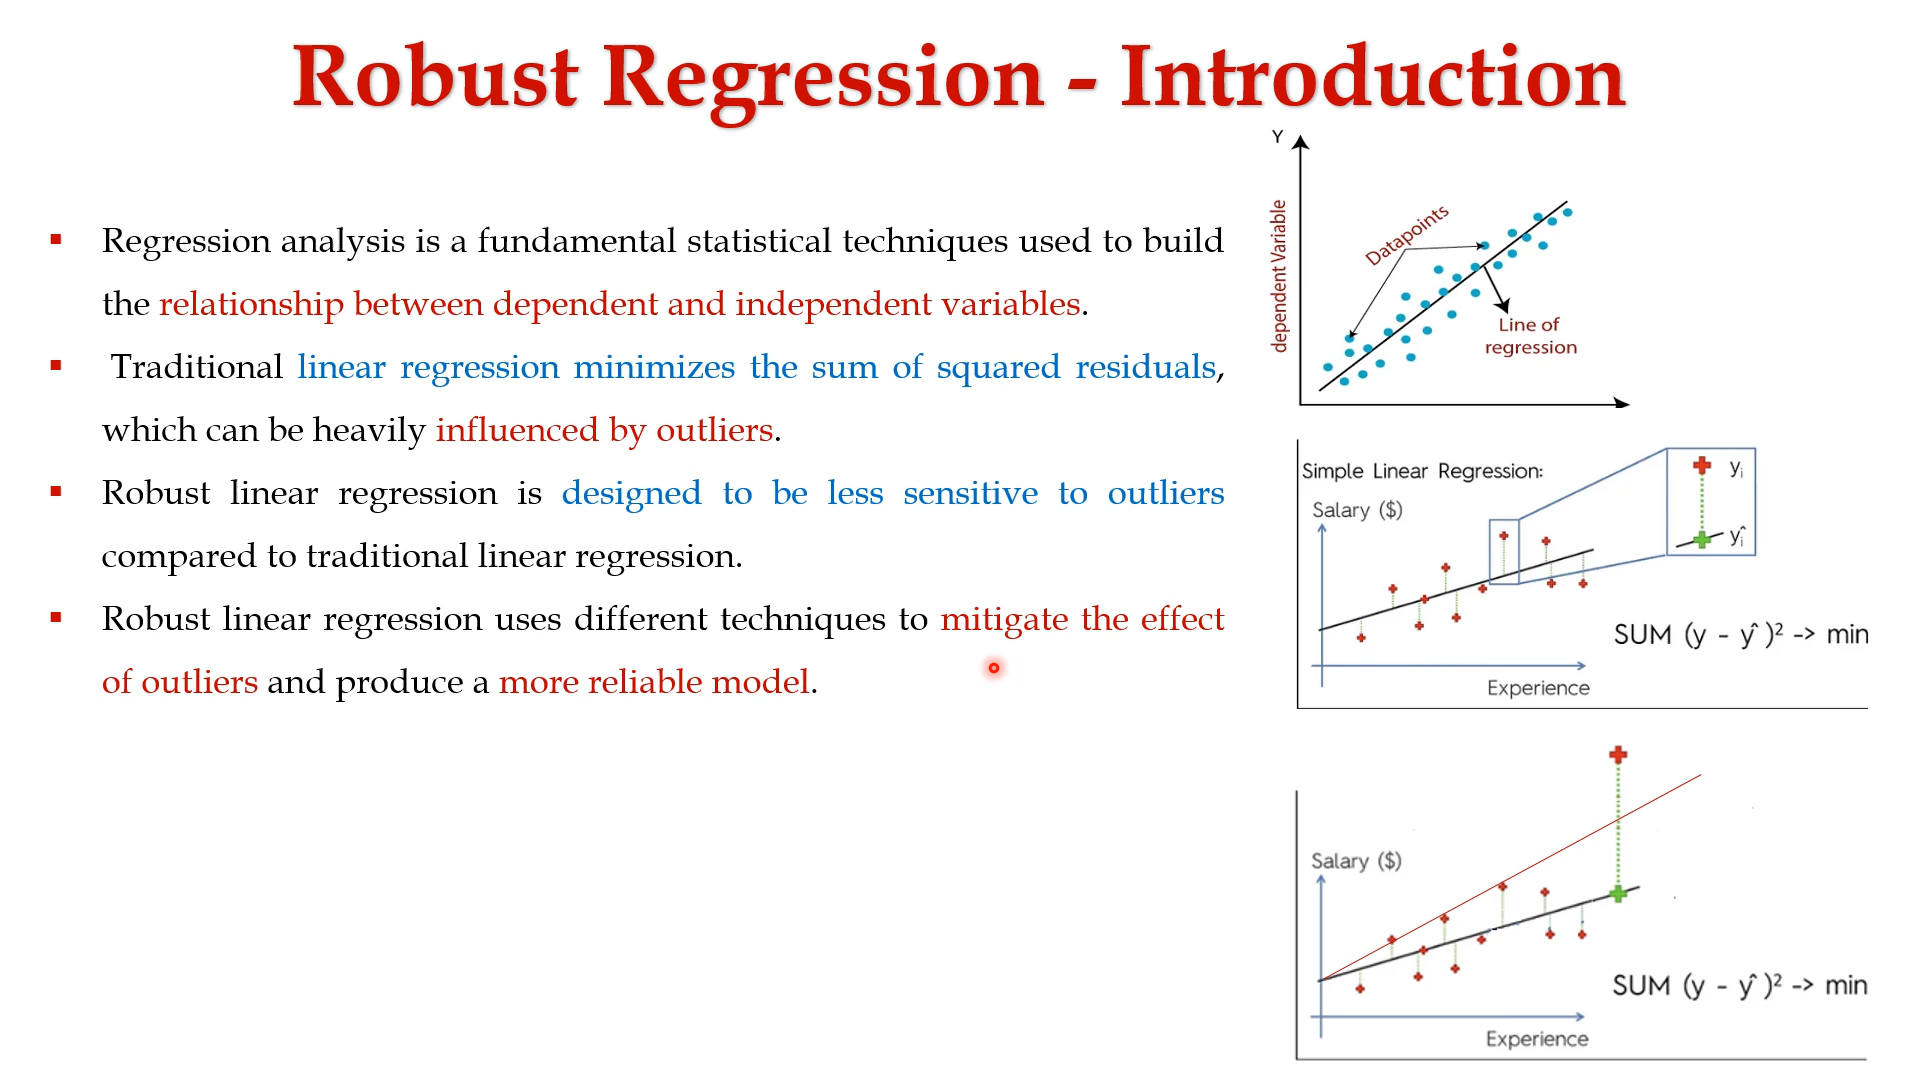 Robust Regression - Introduction
▪ Regression analysis is a fundamental statistical techniques used to build
the relationship between dependent and independent variables.
▪ Traditional linear regression minimizes the sum of squared residuals,
which can be heavily influenced by outliers.
▪ Robust linear regression is designed to be less sensitive to outliers
compared to traditional linear regression.
▪ Robust linear regression uses different techniques to mitigate the effect
of outliers and produce a more reliable model.
Y
dependent Variable
Datapoints
Line of
regression
Simple Linear Regression:
Salary ($)
yᵢ
ŷᵢ
SUM (y - ŷ)² -> min
Experience
Salary ($)
SUM (y - ŷ)² -> min
Experience